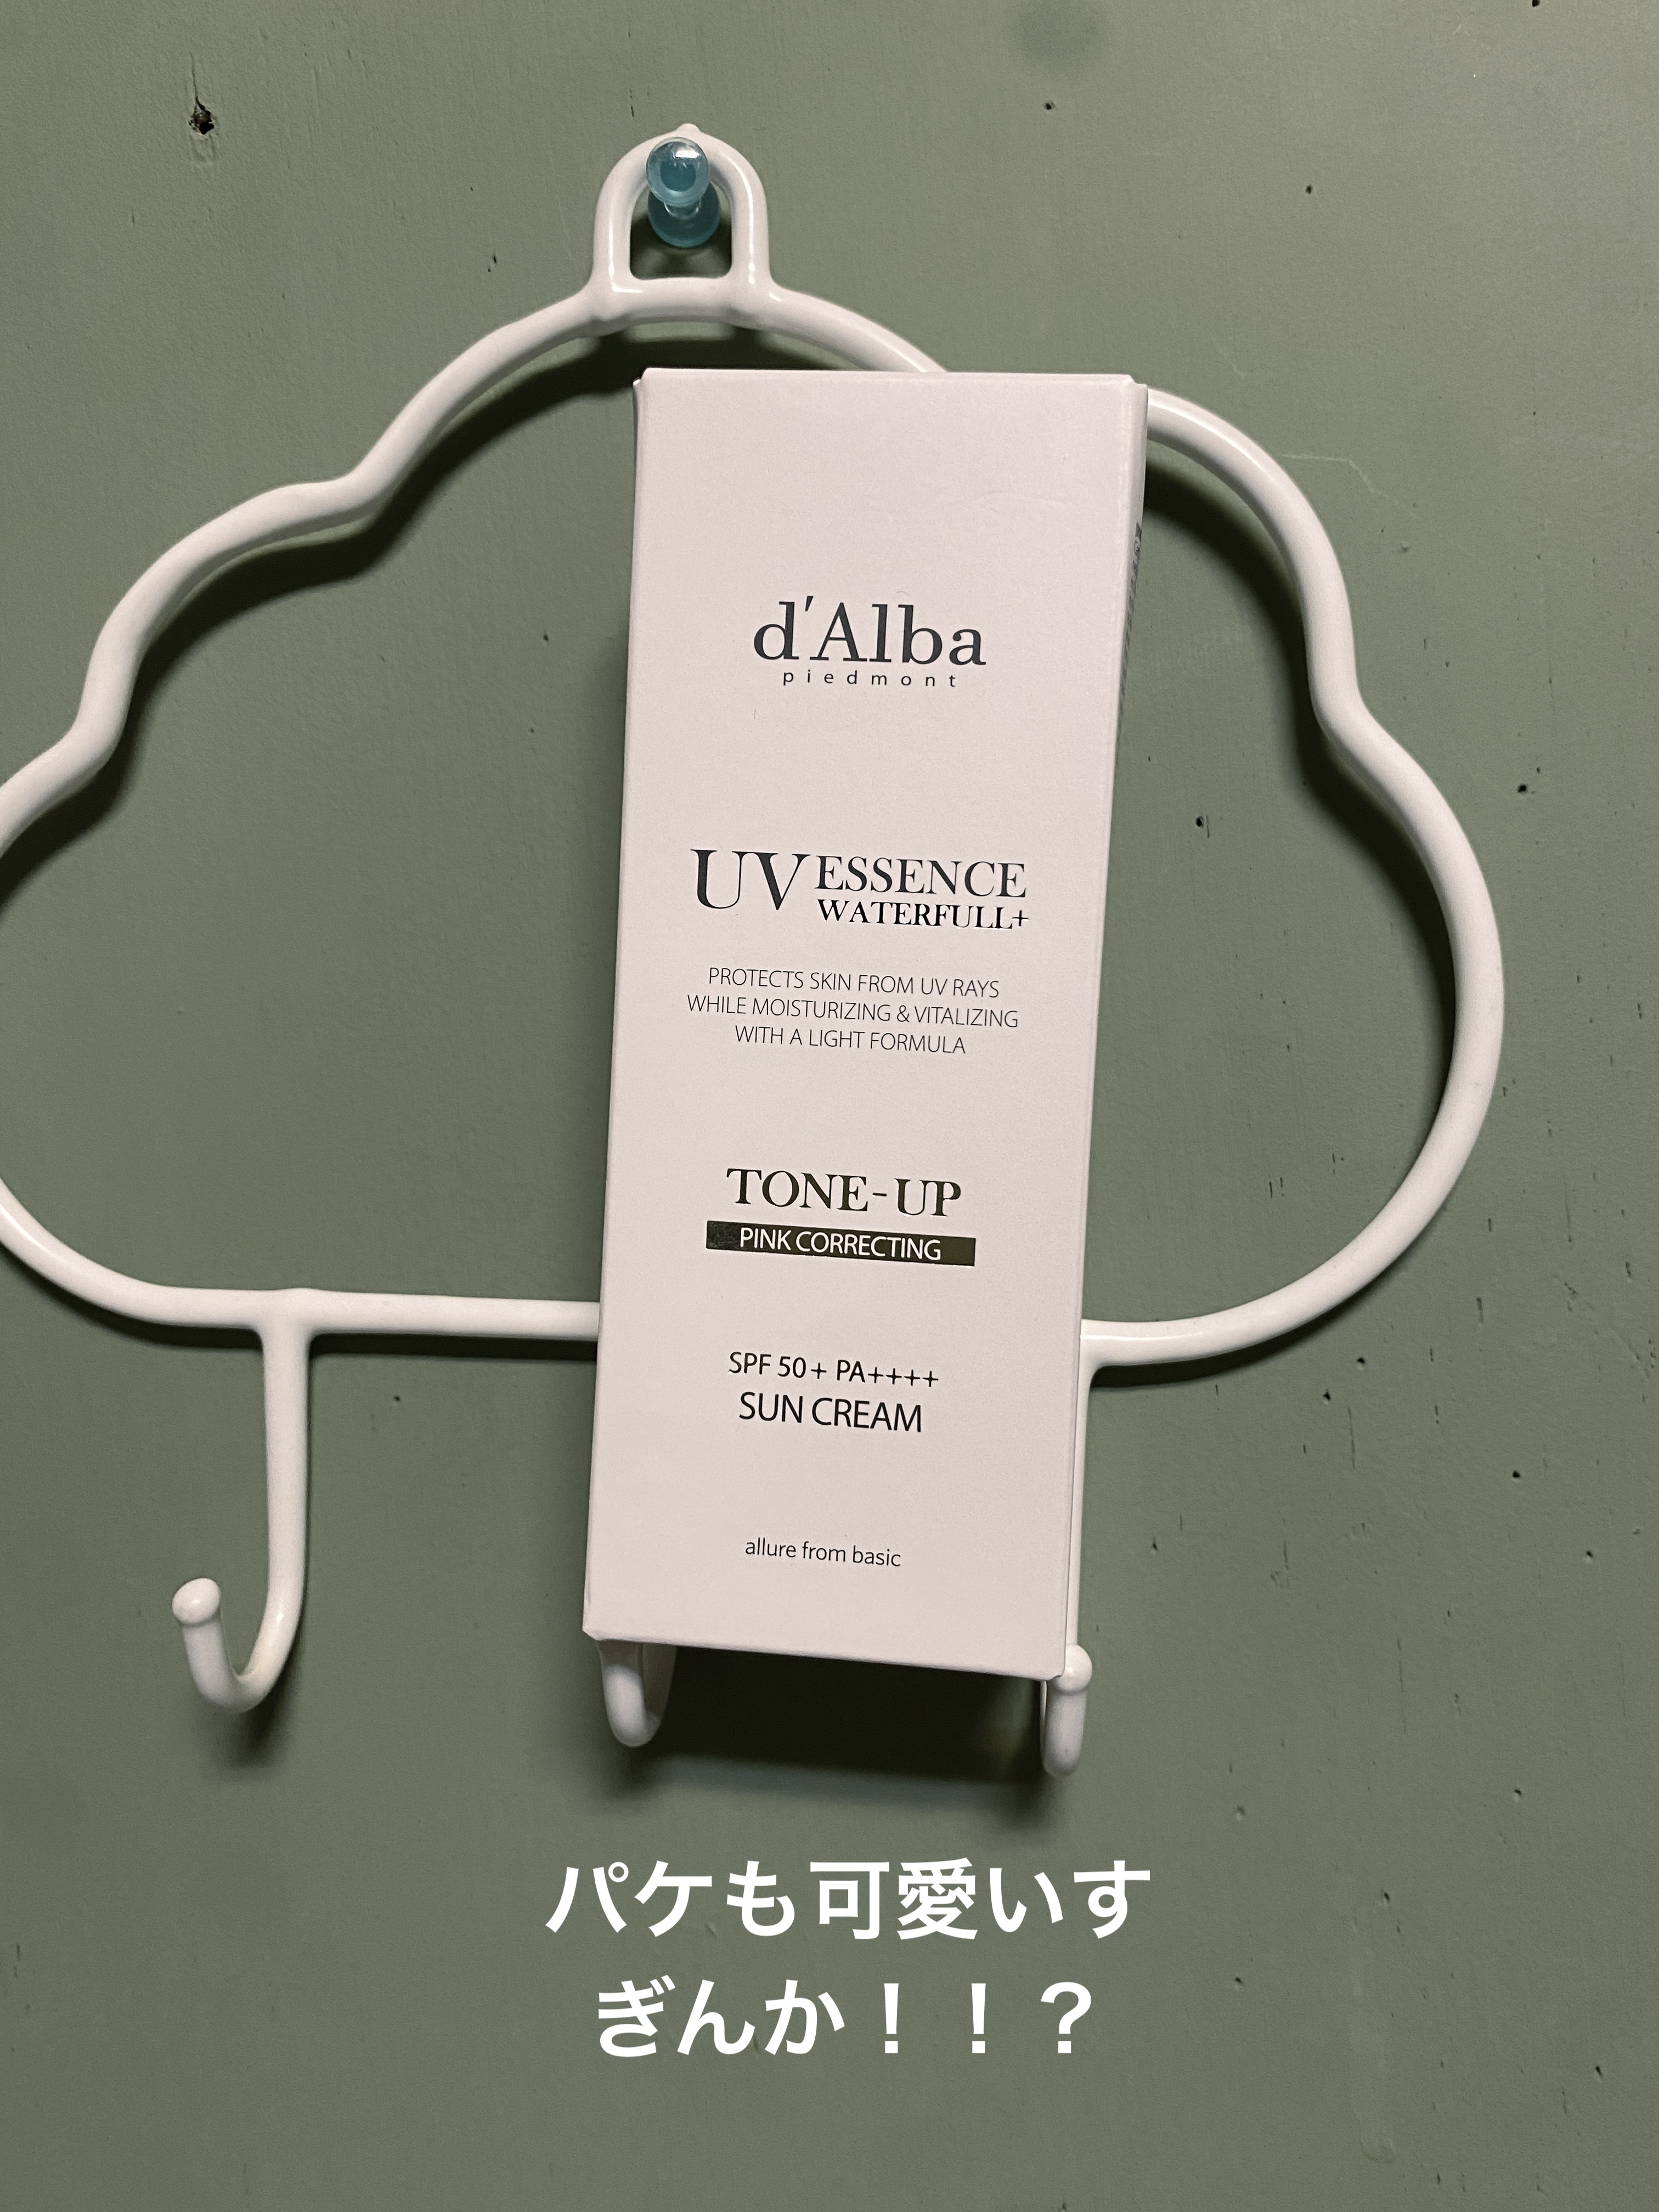 d'Alba
piedmont
UV ESSENCE
WATERFULL+
PROTECTS SKIN FROM UV RAYS
WHILE MOISTURIZING & VITALIZING
WITH A LIGHT FORMULA
TONE-UP
PINK CORRECTING
SPF 50+ PA++++
SUN CREAM
allure from basic
パケも可愛いす
ぎんか！！？